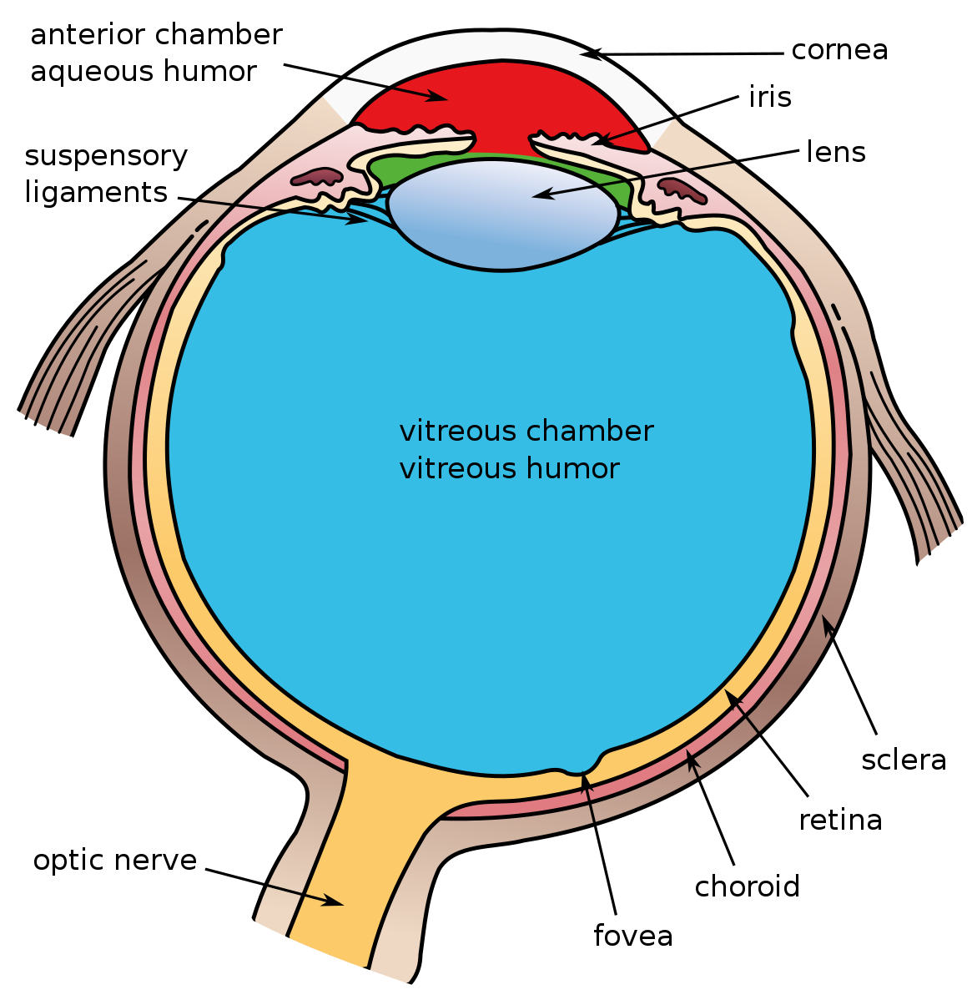 anterior chamber
aqueous humor
cornea
iris
lens
suspensory
ligaments
vitreous chamber
vitreous humor
sclera
retina
optic nerve
choroid
fovea